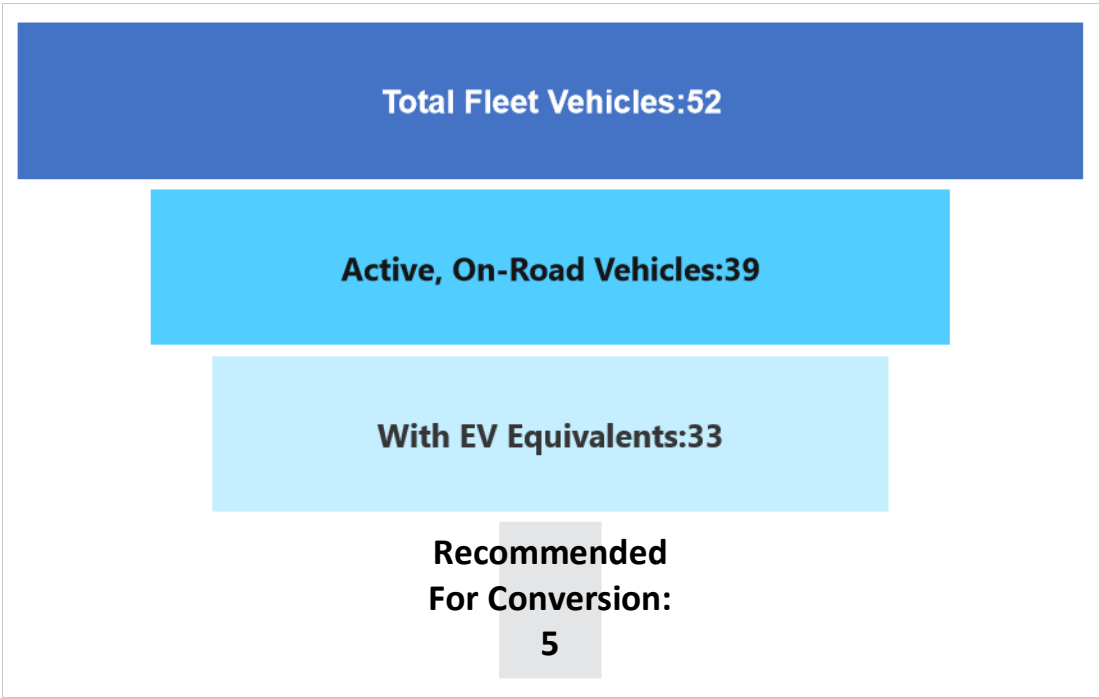 Total Fleet Vehicles:52
Active, On-Road Vehicles:39
With EV Equivalents:33
Recommended
For Conversion:
5